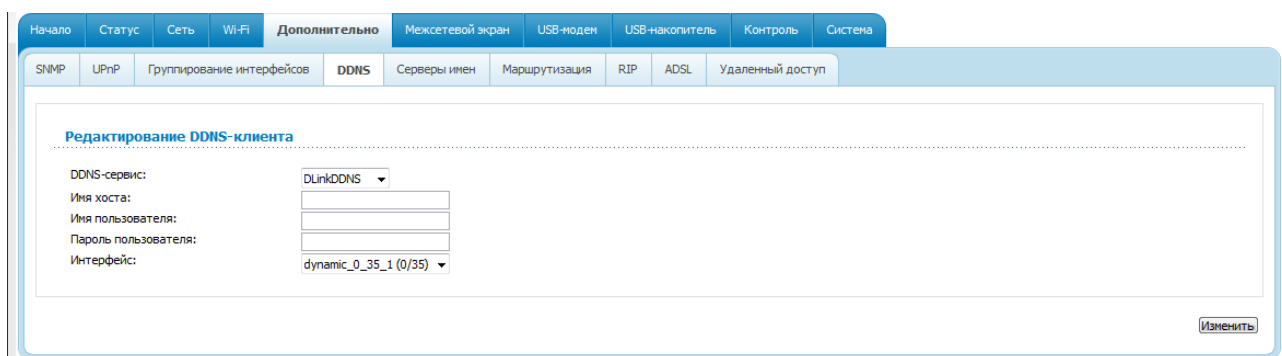 Начало Статус Сеть Wi-Fi Дополнительно Межсетевой экран USB-модем USB-накопитель Контроль Система
SNMP UPnP Группирование интерфейсов DDNS Серверы имен Маршрутизация RIP ADSL Удаленный доступ
Редактирование DDNS-клиента
DDNS-сервис: DLinkDDNS
Имя хоста:
Имя пользователя:
Пароль пользователя:
Интерфейс: dynamic_0_35_1 (0/35)
Изменить